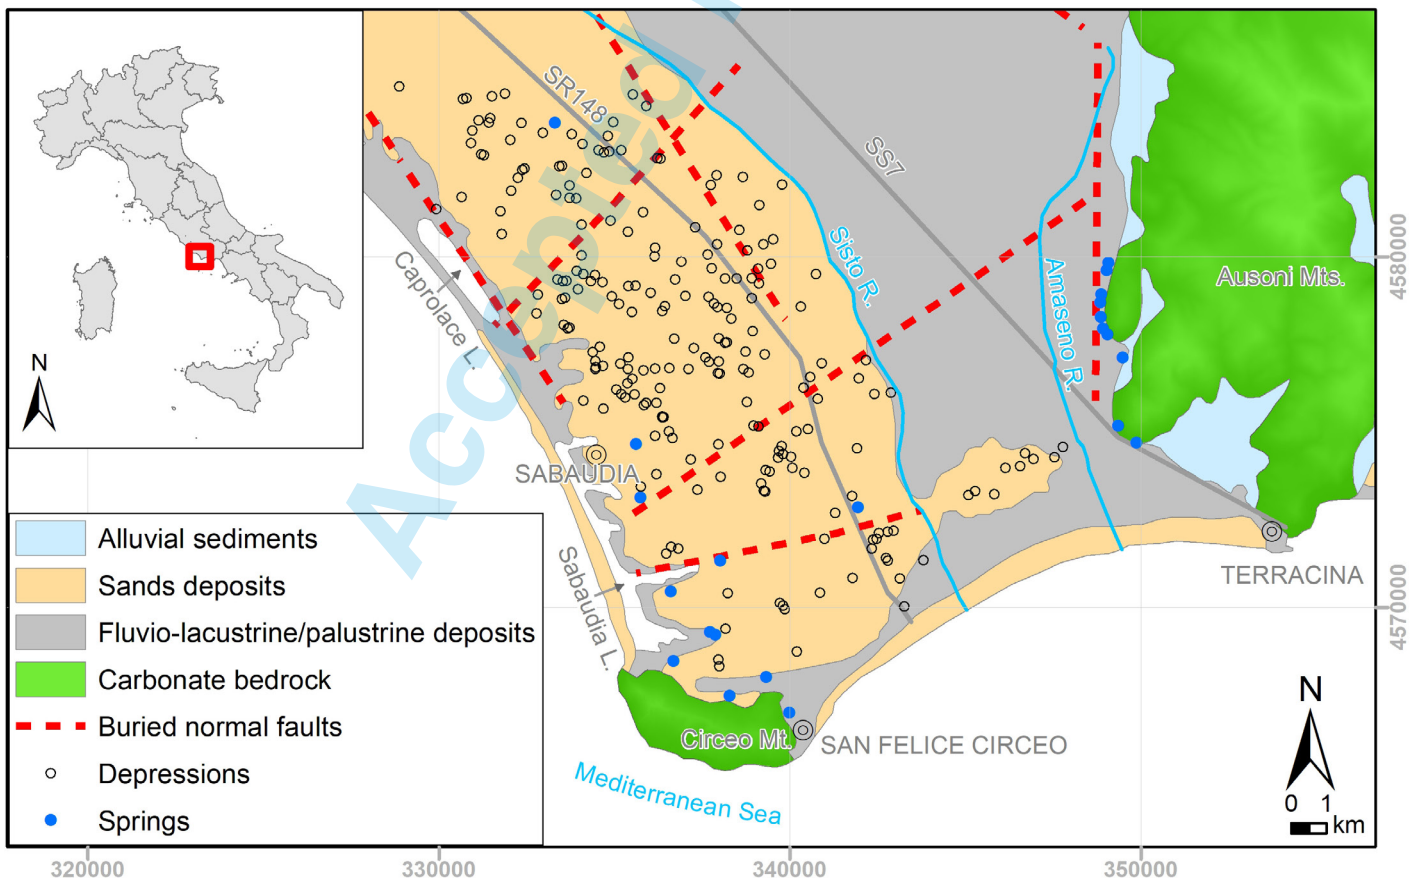 N
SR148
SS7
Sisto R.
Amaseno R.
Ausoni Mts.
Caprolace L.
SABAUDIA
Sabaudia L.
TERRACINA
Circeo Mt.
SAN FELICE CIRCEO
Mediterranean Sea
Alluvial sediments
Sands deposits
Fluvio-lacustrine/palustrine deposits
Carbonate bedrock
Buried normal faults
Depressions
Springs
N
0 1
km
4580000
4570000
320000
330000
340000
350000
Accepted